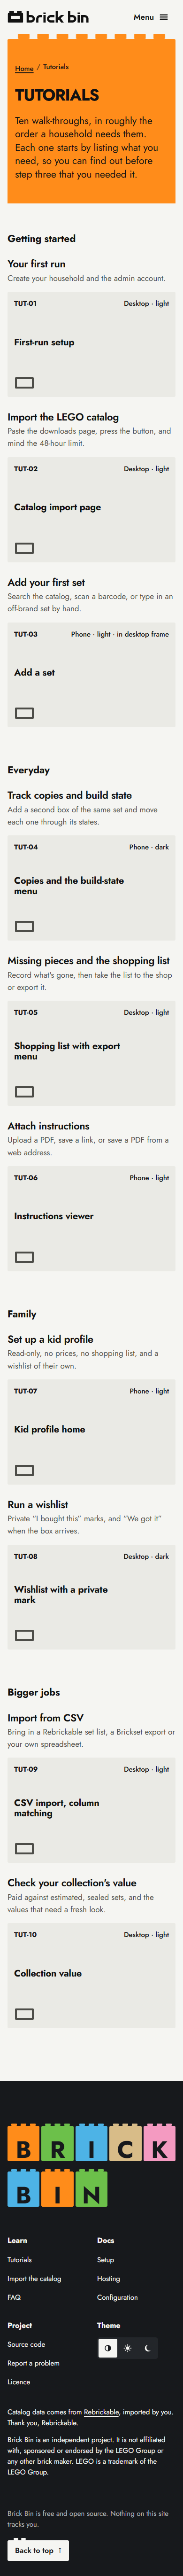 brick bin
Menu
Home / Tutorials
TUTORIALS
Ten walk-throughs, in roughly the
order a household needs them.
Each one starts by listing what you
need, so you can find out before
step three that you needed it.
Getting started
Your first run
Create your household and the admin account.
TUT-01 Desktop · light
First-run setup
Import the LEGO catalog
Paste the downloads page, press the button, and
mind the 48-hour limit.
TUT-02 Desktop · light
Catalog import page
Add your first set
Search the catalog, scan a barcode, or type in an
off-brand set by hand.
TUT-03 Phone · light · in desktop frame
Add a set
Everyday
Track copies and build state
Add a second box of the same set and move
each one through its states.
TUT-04 Phone · dark
Copies and the build-state
menu
Missing pieces and the shopping list
Record what's gone, then take the list to the shop
or export it.
TUT-05 Desktop · light
Shopping list with export
menu
Attach instructions
Upload a PDF, save a link, or save a PDF from a
web address.
TUT-06 Phone · light
Instructions viewer
Family
Set up a kid profile
Read-only, no prices, no shopping list, and a
wishlist of their own.
TUT-07 Phone · light
Kid profile home
Run a wishlist
Private “I bought this” marks, and “We got it”
when the box arrives.
TUT-08 Desktop · dark
Wishlist with a private
mark
Bigger jobs
Import from CSV
Bring in a Rebrickable set list, a Brickset export or
your own spreadsheet.
TUT-09 Desktop · light
CSV import, column
matching
Check your collection's value
Paid against estimated, sealed sets, and the
values that need a fresh look.
TUT-10 Desktop · light
Collection value
BRICK
BIN
Learn
Tutorials
Import the catalog
FAQ
Docs
Setup
Hosting
Configuration
Project
Source code
Report a problem
Licence
Theme
Catalog data comes from Rebrickable, imported by you.
Thank you, Rebrickable.
Brick Bin is an independent project. It is not affiliated
with, sponsored or endorsed by the LEGO Group or
any other brick maker. LEGO is a trademark of the
LEGO Group.
Brick Bin is free and open source. Nothing on this site
tracks you.
Back to top ↑